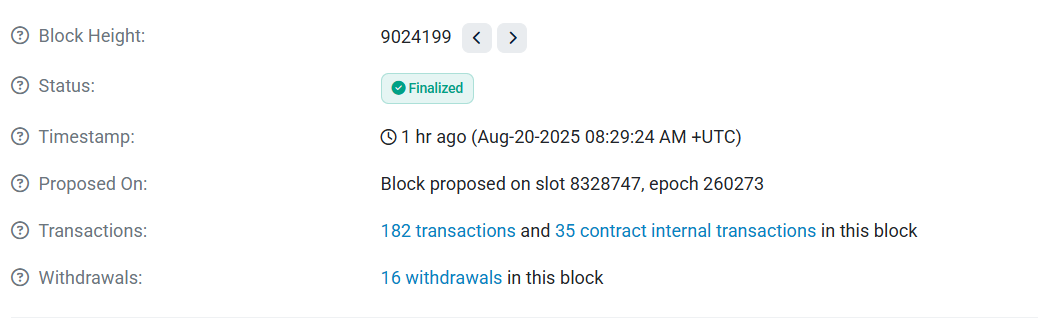 Block Height: 9024199
Status: Finalized
Timestamp: 1 hr ago (Aug-20-2025 08:29:24 AM +UTC)
Proposed On: Block proposed on slot 8328747, epoch 260273
Transactions: 182 transactions and 35 contract internal transactions in this block
Withdrawals: 16 withdrawals in this block